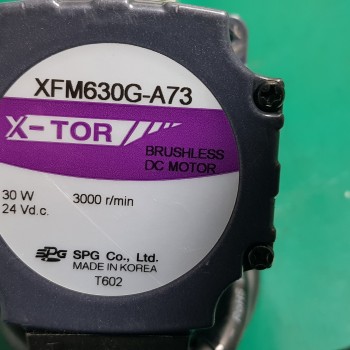 XFM630G-A73
X-TOR
BRUSHLESS
DC MOTOR
30 W 3000 r/min
24 Vd.c.
SPG SPG Co., Ltd.
MADE IN KOREA
T602